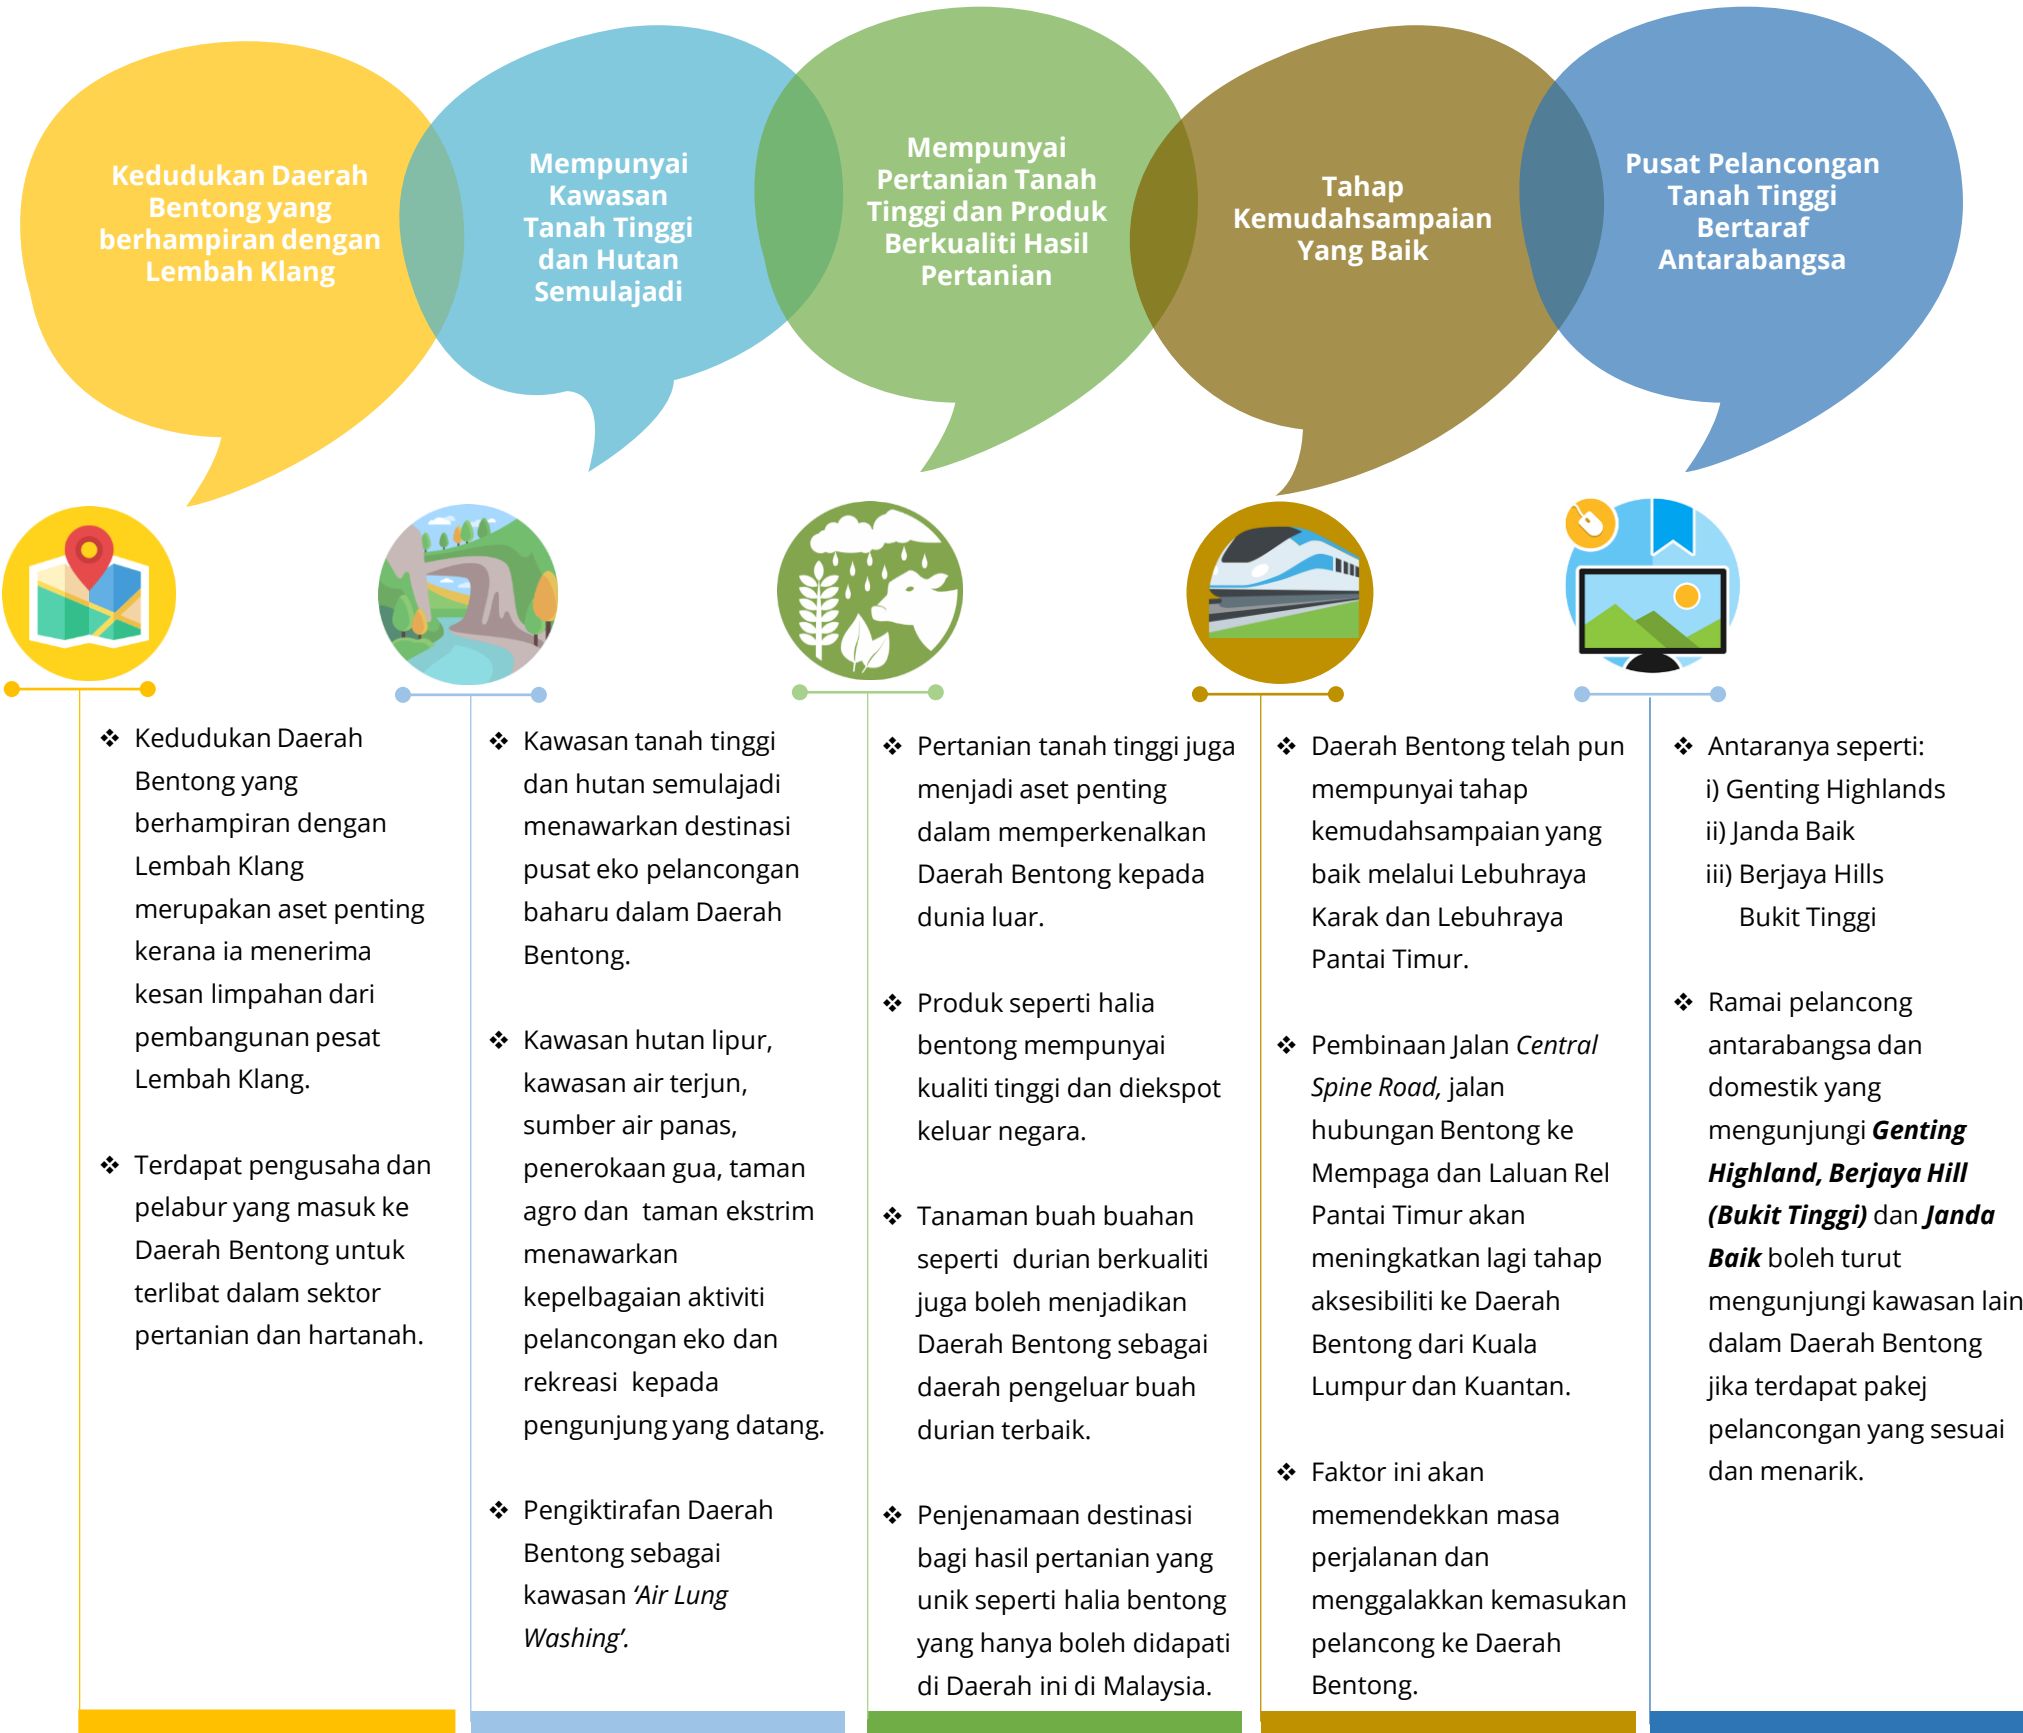 Kedudukan Daerah
Bentong yang
berhampiran dengan
Lembah Klang
Mempunyai
Kawasan
Tanah Tinggi
dan Hutan
Semulajadi
Mempunyai
Pertanian Tanah
Tinggi dan Produk
Berkualiti Hasil
Pertanian
Tahap
Kemudahsampaian
Yang Baik
Pusat Pelancongan
Tanah Tinggi
Bertaraf
Antarabangsa
❖ Kedudukan Daerah
Bentong yang
berhampiran dengan
Lembah Klang
merupakan aset penting
kerana ia menerima
kesan limpahan dari
pembangunan pesat
Lembah Klang.
❖ Terdapat pengusaha dan
pelabur yang masuk ke
Daerah Bentong untuk
terlibat dalam sektor
pertanian dan hartanah.
❖ Kawasan tanah tinggi
dan hutan semulajadi
menawarkan destinasi
pusat eko pelancongan
baharu dalam Daerah
Bentong.
❖ Kawasan hutan lipur,
kawasan air terjun,
sumber air panas,
penerokaan gua, taman
agro dan taman ekstrim
menawarkan
kepelbagaian aktiviti
pelancongan eko dan
rekreasi kepada
pengunjung yang datang.
❖ Pengiktirafan Daerah
Bentong sebagai
kawasan ‘Air Lung
Washing’.
❖ Pertanian tanah tinggi juga
menjadi aset penting
dalam memperkenalkan
Daerah Bentong kepada
dunia luar.
❖ Produk seperti halia
bentong mempunyai
kualiti tinggi dan diekspot
keluar negara.
❖ Tanaman buah buahan
seperti durian berkualiti
juga boleh menjadikan
Daerah Bentong sebagai
daerah pengeluar buah
durian terbaik.
❖ Penjenamaan destinasi
bagi hasil pertanian yang
unik seperti halia bentong
yang hanya boleh didapati
di Daerah ini di Malaysia.
❖ Daerah Bentong telah pun
mempunyai tahap
kemudahsampaian yang
baik melalui Lebuhraya
Karak dan Lebuhraya
Pantai Timur.
❖ Pembinaan Jalan Central
Spine Road, jalan
hubungan Bentong ke
Mempaga dan Laluan Rel
Pantai Timur akan
meningkatkan lagi tahap
aksesibiliti ke Daerah
Bentong dari Kuala
Lumpur dan Kuantan.
❖ Faktor ini akan
memendekkan masa
perjalanan dan
menggalakkan kemasukan
pelancong ke Daerah
Bentong.
❖ Antaranya seperti:
i) Genting Highlands
ii) Janda Baik
iii) Berjaya Hills
Bukit Tinggi
❖ Ramai pelancong
antarabangsa dan
domestik yang
mengunjungi Genting
Highland, Berjaya Hill
(Bukit Tinggi) dan Janda
Baik boleh turut
mengunjungi kawasan lain
dalam Daerah Bentong
jika terdapat pakej
pelancongan yang sesuai
dan menarik.